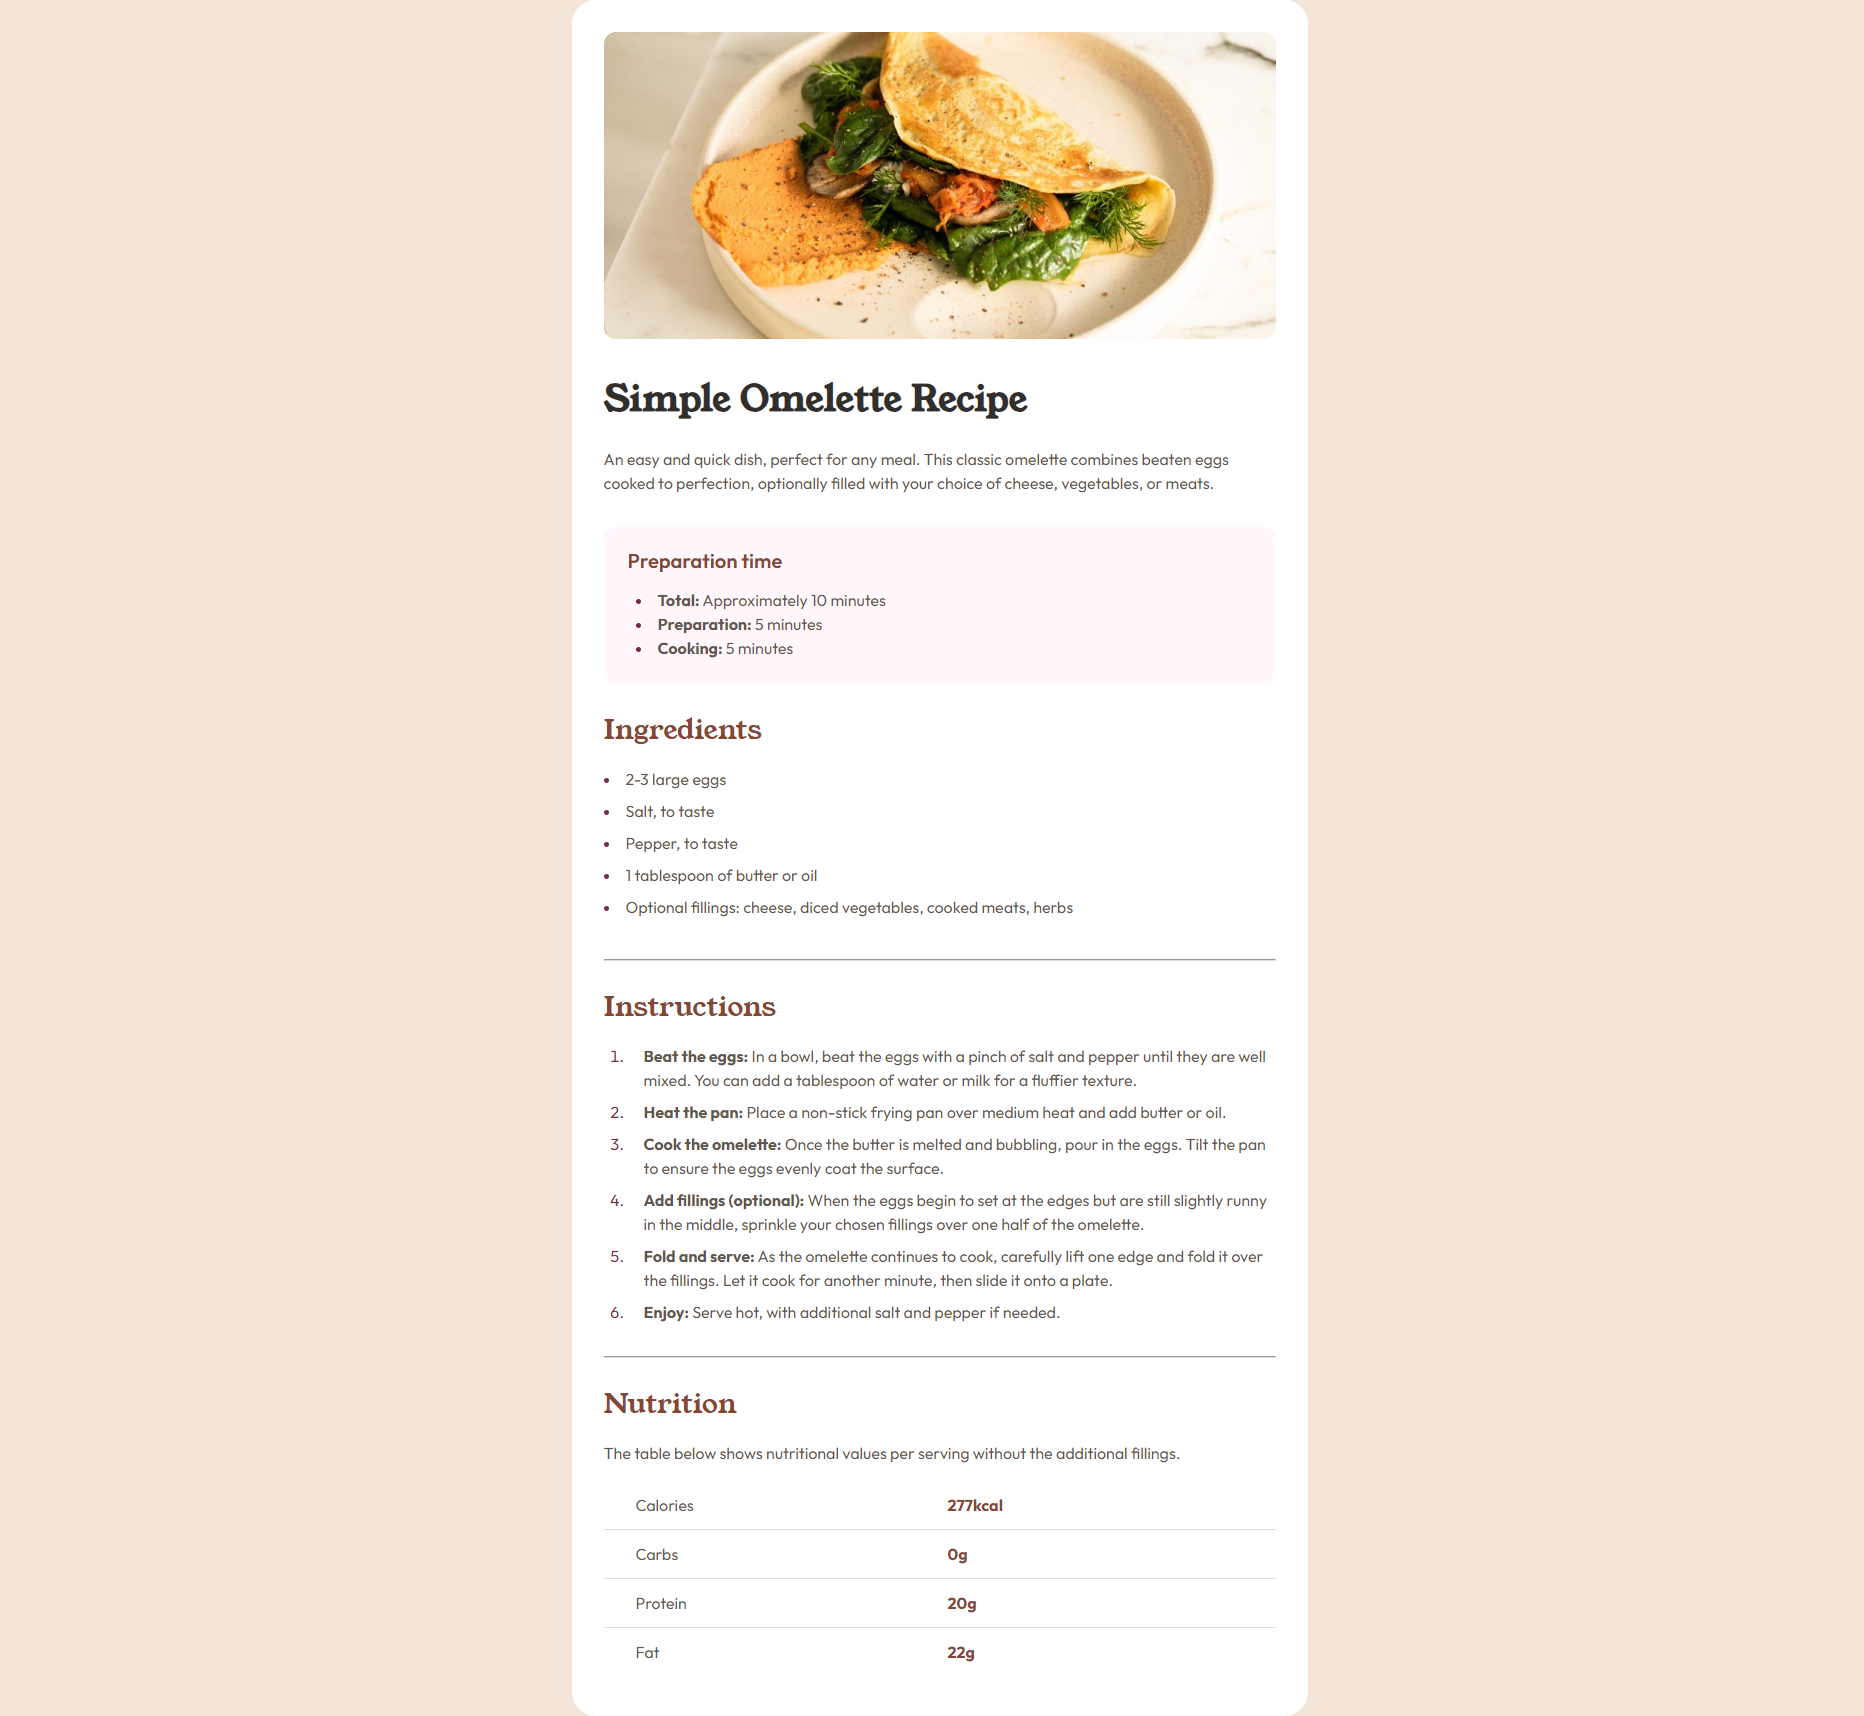 Simple Omelette Recipe
An easy and quick dish, perfect for any meal. This classic omelette combines beaten eggs
cooked to perfection, optionally filled with your choice of cheese, vegetables, or meats.
Preparation time
• Total: Approximately 10 minutes
• Preparation: 5 minutes
• Cooking: 5 minutes
Ingredients
• 2-3 large eggs
• Salt, to taste
• Pepper, to taste
• 1 tablespoon of butter or oil
• Optional fillings: cheese, diced vegetables, cooked meats, herbs
Instructions
1. Beat the eggs: In a bowl, beat the eggs with a pinch of salt and pepper until they are well
mixed. You can add a tablespoon of water or milk for a fluffier texture.
2. Heat the pan: Place a non-stick frying pan over medium heat and add butter or oil.
3. Cook the omelette: Once the butter is melted and bubbling, pour in the eggs. Tilt the pan
to ensure the eggs evenly coat the surface.
4. Add fillings (optional): When the eggs begin to set at the edges but are still slightly runny
in the middle, sprinkle your chosen fillings over one half of the omelette.
5. Fold and serve: As the omelette continues to cook, carefully lift one edge and fold it over
the fillings. Let it cook for another minute, then slide it onto a plate.
6. Enjoy: Serve hot, with additional salt and pepper if needed.
Nutrition
The table below shows nutritional values per serving without the additional fillings.
Calories 277kcal
Carbs 0g
Protein 20g
Fat 22g